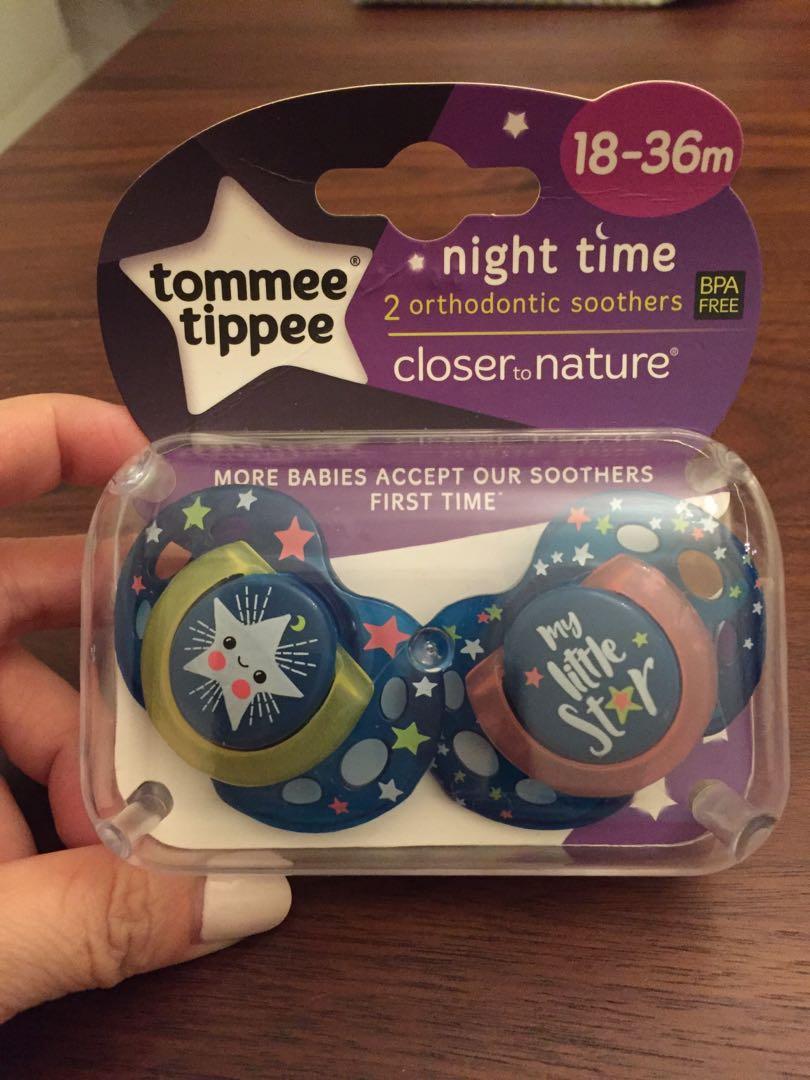 18-36m
tommee®
tippee
night time
2 orthodontic soothers
BPA
FREE
closer to nature®
MORE BABIES ACCEPT OUR SOOTHERS
FIRST TIME
my
little
Star